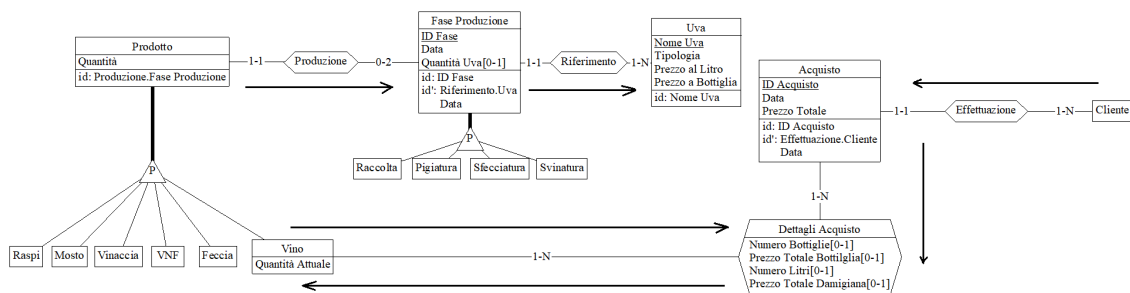 Prodotto
Quantità
id: Produzione.Fase Produzione
1-1
Produzione
0-2
Fase Produzione
ID Fase
Data
Quantità Uva[0-1]
id: ID Fase
id': Riferimento.Uva
Data
1-1
Riferimento
1-N
Uva
Nome Uva
Tipologia
Prezzo al Litro
Prezzo a Bottiglia
id: Nome Uva
Acquisto
ID Acquisto
Data
Prezzo Totale
id: ID Acquisto
id': Effettuazione.Cliente
Data
1-1
Effettuazione
1-N
Cliente
P
Raccolta
Pigiatura
Sfecciatura
Svinatura
P
Raspi
Mosto
Vinaccia
VNF
Feccia
Vino
Quantità Attuale
1-N
1-N
Dettagli Acquisto
Numero Bottiglie[0-1]
Prezzo Totale Bottilglia[0-1]
Numero Litri[0-1]
Prezzo Totale Damigiana[0-1]